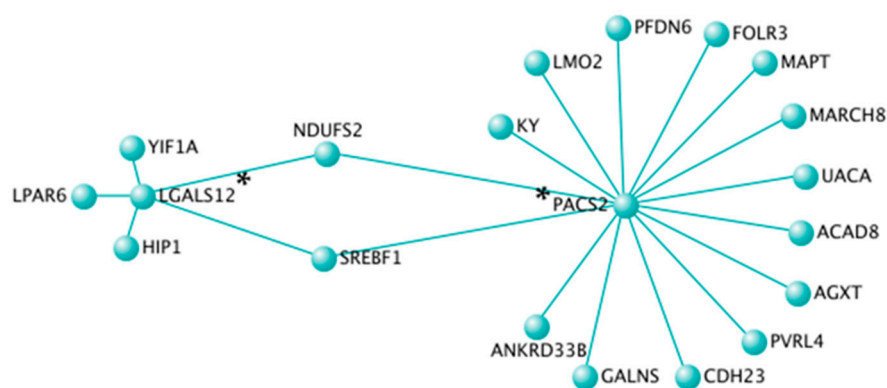 PFDN6
FOLR3
LMO2
MAPT
KY
MARCH8
NDUFS2
YIF1A
UACA
LPAR6
LGALS12
*
*
PACS2
ACAD8
HIP1
SREBF1
AGXT
ANKRD33B
PVRL4
GALNS
CDH23